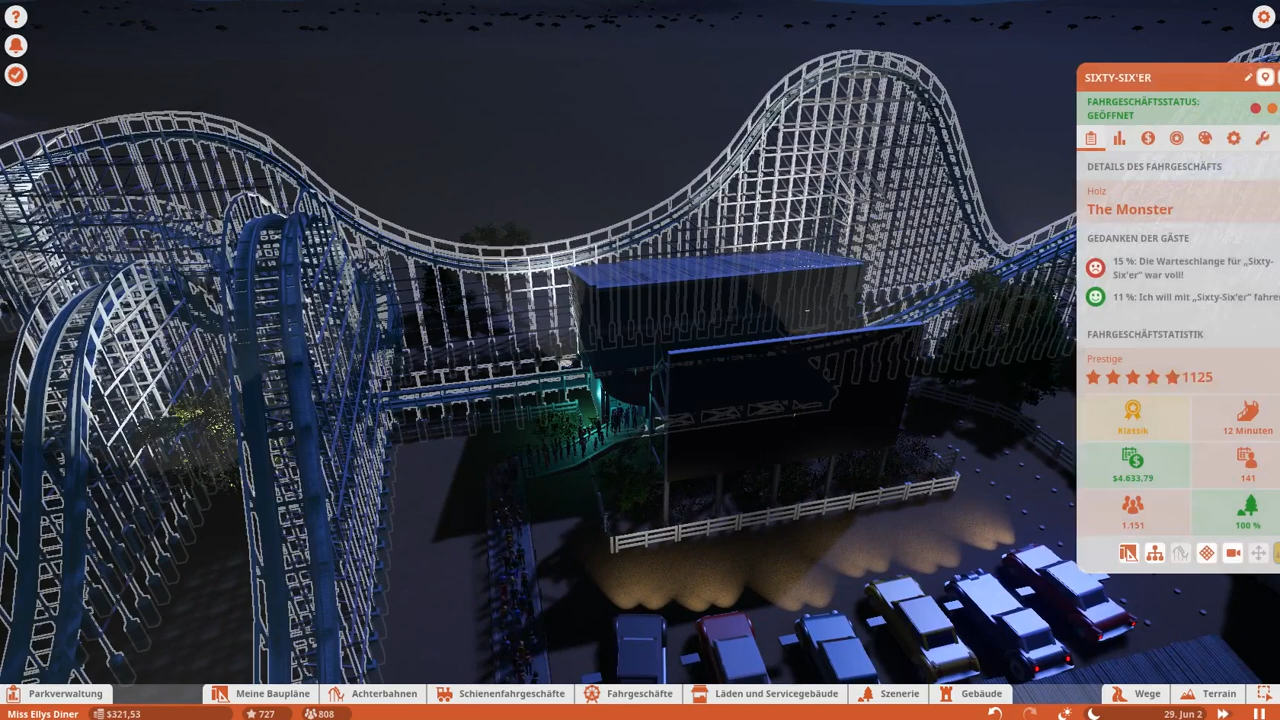 SIXTY-SIX'ER
FAHRGESCHÄFTSSTATUS:
GEÖFFNET
DETAILS DES FAHRGESCHÄFTS
Holz
The Monster
GEDANKEN DER GÄSTE
15 %: Die Warteschlange für „Sixty-
Six'er" war voll!
11 %: Ich will mit „Sixty-Six'er" fahre
FAHRGESCHÄFTSTATISTIK
Prestige
1125
Klassik
12 Minuten
$4.633,79
141
1.151
100 %
Parkverwaltung
Meine Baupläne
Achterbahnen
Schienenfahrgeschäfte
Fahrgeschäfte
Läden und Servicegebäude
Szenerie
Gebäude
Wege
Terrain
Miss Ellys Diner
$321,53
727
808
29. Jun 2